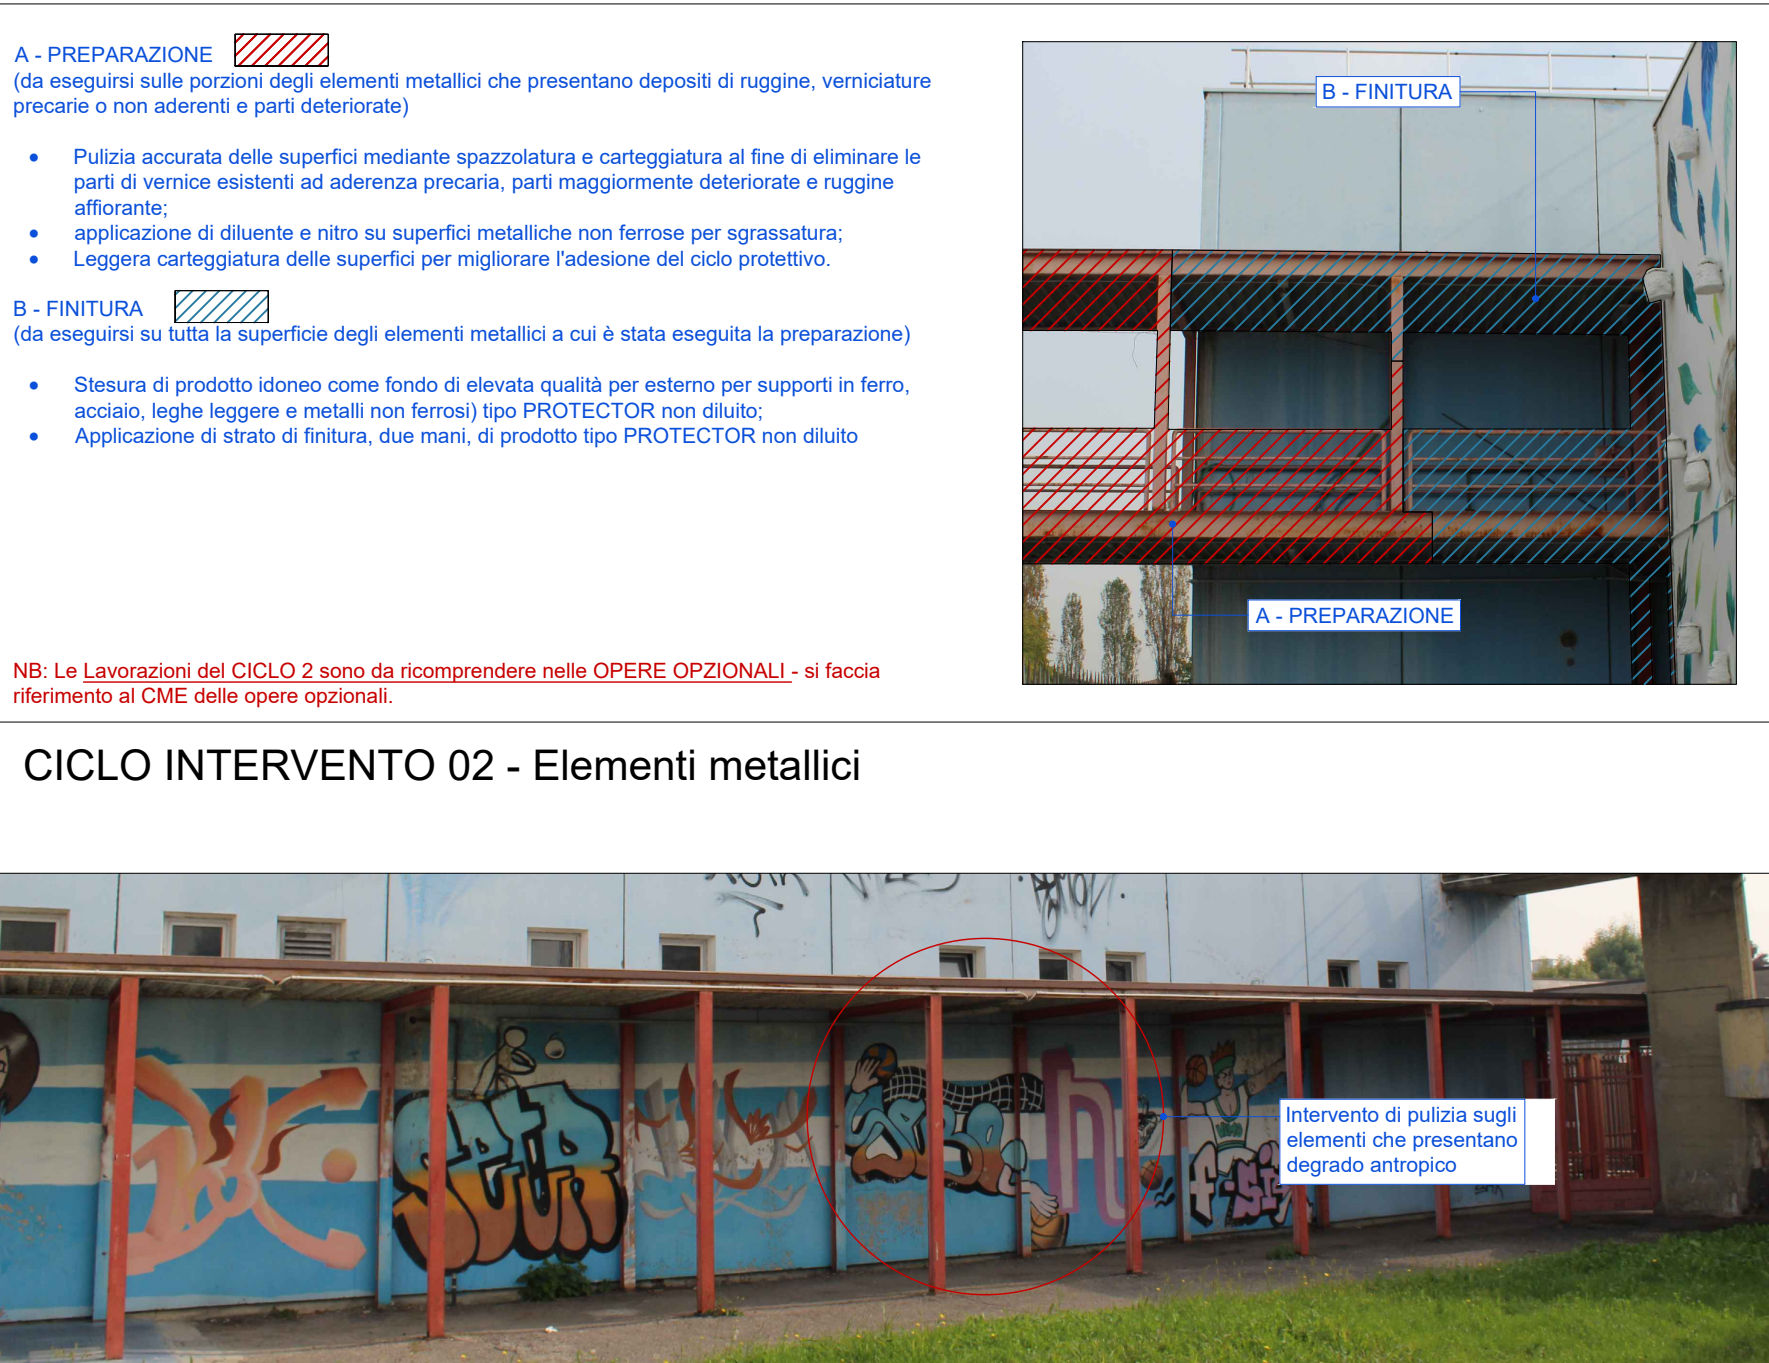 A - PREPARAZIONE
(da eseguirsi sulle porzioni degli elementi metallici che presentano depositi di ruggine, verniciature
precarie o non aderenti e parti deteriorate)
• Pulizia accurata delle superfici mediante spazzolatura e carteggiatura al fine di eliminare le
parti di vernice esistenti ad aderenza precaria, parti maggiormente deteriorate e ruggine
affiorante;
• applicazione di diluente e nitro su superfici metalliche non ferrose per sgrassatura;
• Leggera carteggiatura delle superfici per migliorare l'adesione del ciclo protettivo.
B - FINITURA
(da eseguirsi su tutta la superficie degli elementi metallici a cui è stata eseguita la preparazione)
• Stesura di prodotto idoneo come fondo di elevata qualità per esterno per supporti in ferro,
acciaio, leghe leggere e metalli non ferrosi) tipo PROTECTOR non diluito;
• Applicazione di strato di finitura, due mani, di prodotto tipo PROTECTOR non diluito
NB: Le Lavorazioni del CICLO 2 sono da ricomprendere nelle OPERE OPZIONALI - si faccia
riferimento al CME delle opere opzionali.
B - FINITURA
A - PREPARAZIONE
CICLO INTERVENTO 02 - Elementi metallici
Intervento di pulizia sugli
elementi che presentano
degrado antropico